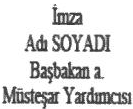 İmza
Adı SOYADI
Başbakan a.
Müsteşar Yardımcısı